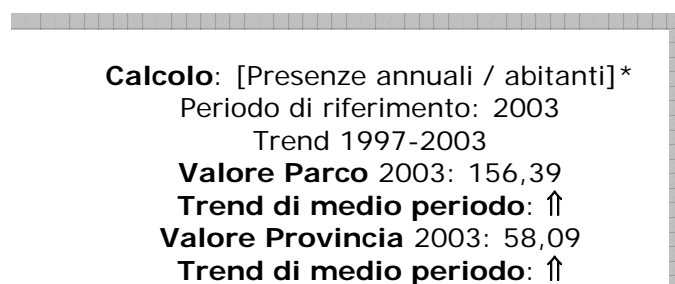 Calcolo: [Presenze annuali / abitanti]*
Periodo di riferimento: 2003
Trend 1997-2003
Valore Parco 2003: 156,39
Trend di medio periodo: ⇑
Valore Provincia 2003: 58,09
Trend di medio periodo: ⇑